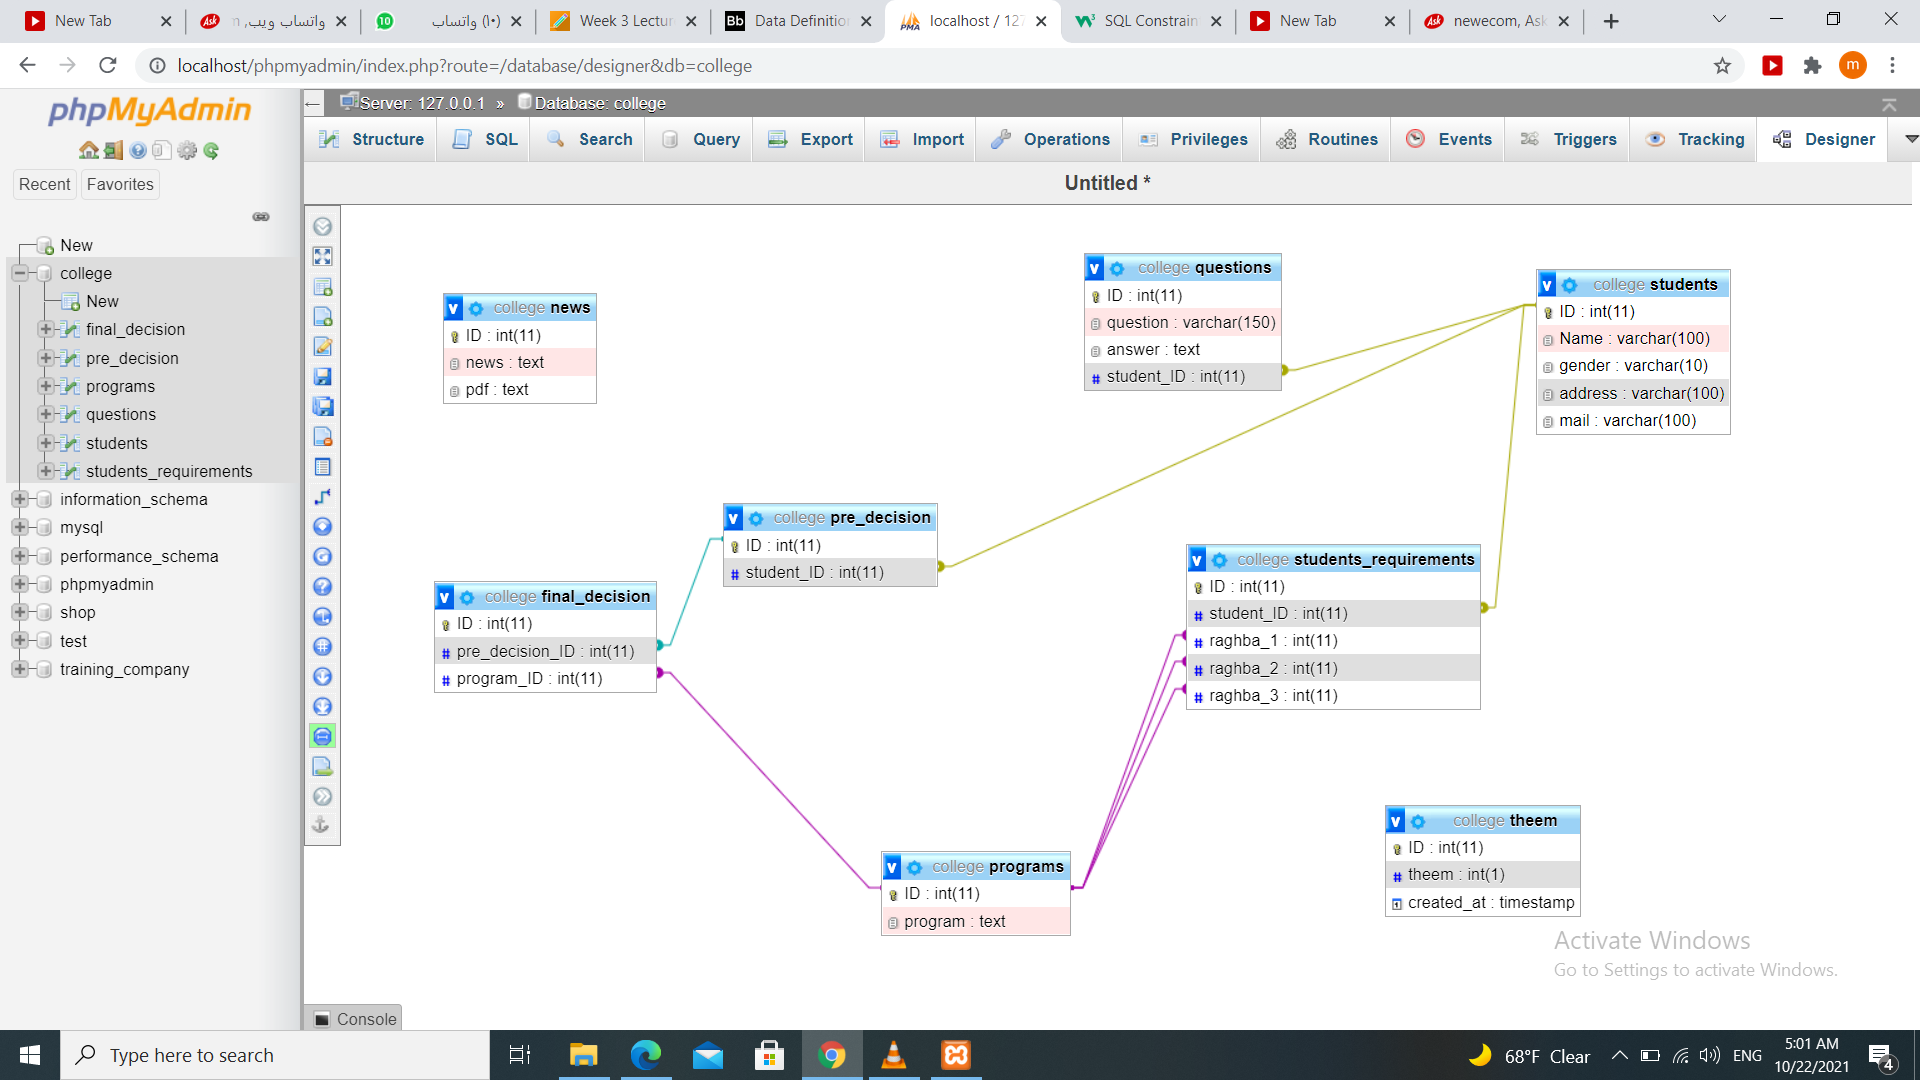 New Tab
واتساب ويب, n
(١٠) واتساب
Week 3 Lectur
Data Definitio
localhost / 127
SQL Constrain
New Tab
newecom, Ask
localhost/phpmyadmin/index.php?route=/database/designer&db=college
m
phpMyAdmin
Recent
Favorites
New
college
New
final_decision
pre_decision
programs
questions
students
students_requirements
information_schema
mysql
performance_schema
phpmyadmin
shop
test
training_company
Server: 127.0.0.1 » Database: college
Structure
SQL
Search
Query
Export
Import
Operations
Privileges
Routines
Events
Triggers
Tracking
Designer
Untitled *
college news
ID : int(11)
news : text
pdf : text
college questions
ID : int(11)
question : varchar(150)
answer : text
student_ID : int(11)
college students
ID : int(11)
Name : varchar(100)
gender : varchar(10)
address : varchar(100)
mail : varchar(100)
college pre_decision
ID : int(11)
student_ID : int(11)
college final_decision
ID : int(11)
pre_decision_ID : int(11)
program_ID : int(11)
college students_requirements
ID : int(11)
student_ID : int(11)
raghba_1 : int(11)
raghba_2 : int(11)
raghba_3 : int(11)
college programs
ID : int(11)
program : text
college theem
ID : int(11)
theem : int(1)
created_at : timestamp
Activate Windows
Go to Settings to activate Windows.
Console
Type here to search
68°F Clear
ENG
5:01 AM
10/22/2021
4